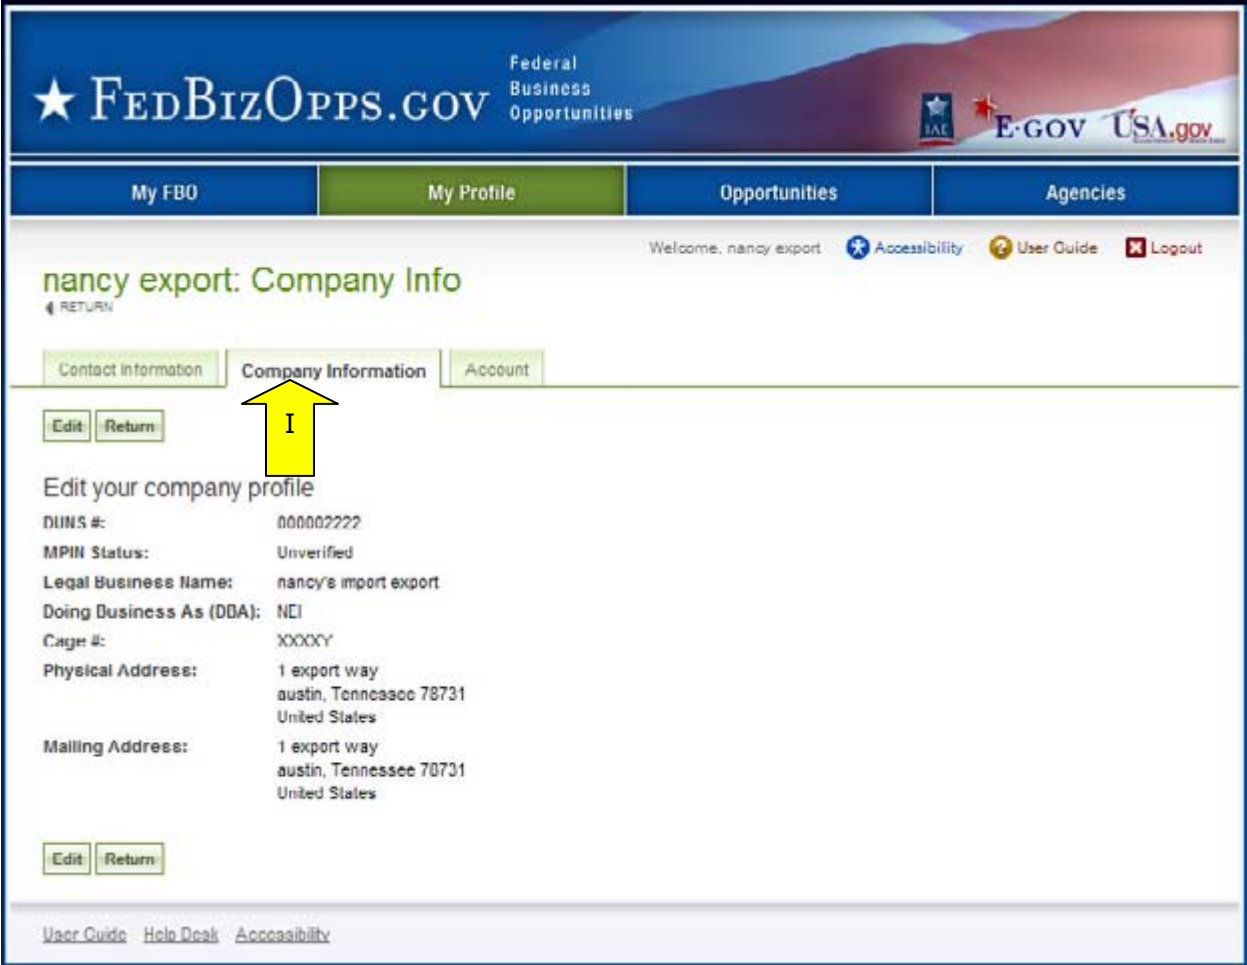 ★ FEDBIZOPPS.GOV
Federal
Business
Opportunities
IAE
E-GOV
USA.gov
My FBO
My Profile
Opportunities
Agencies
Welcome, nancy export
Accessibility
User Guide
Logout
nancy export: Company Info
RETURN
Contact Information
Company Information
Account
I
Edit
Return
Edit your company profile
DUNS #: 000002222
MPIN Status: Unverified
Legal Business Name: nancy's import export
Doing Business As (DBA): NEI
Cage #: XXXXY
Physical Address: 1 export way
austin, Tennessee 78731
United States
Mailing Address: 1 export way
austin, Tennessee 78731
United States
Edit
Return
User Guide
Help Desk
Accessibility